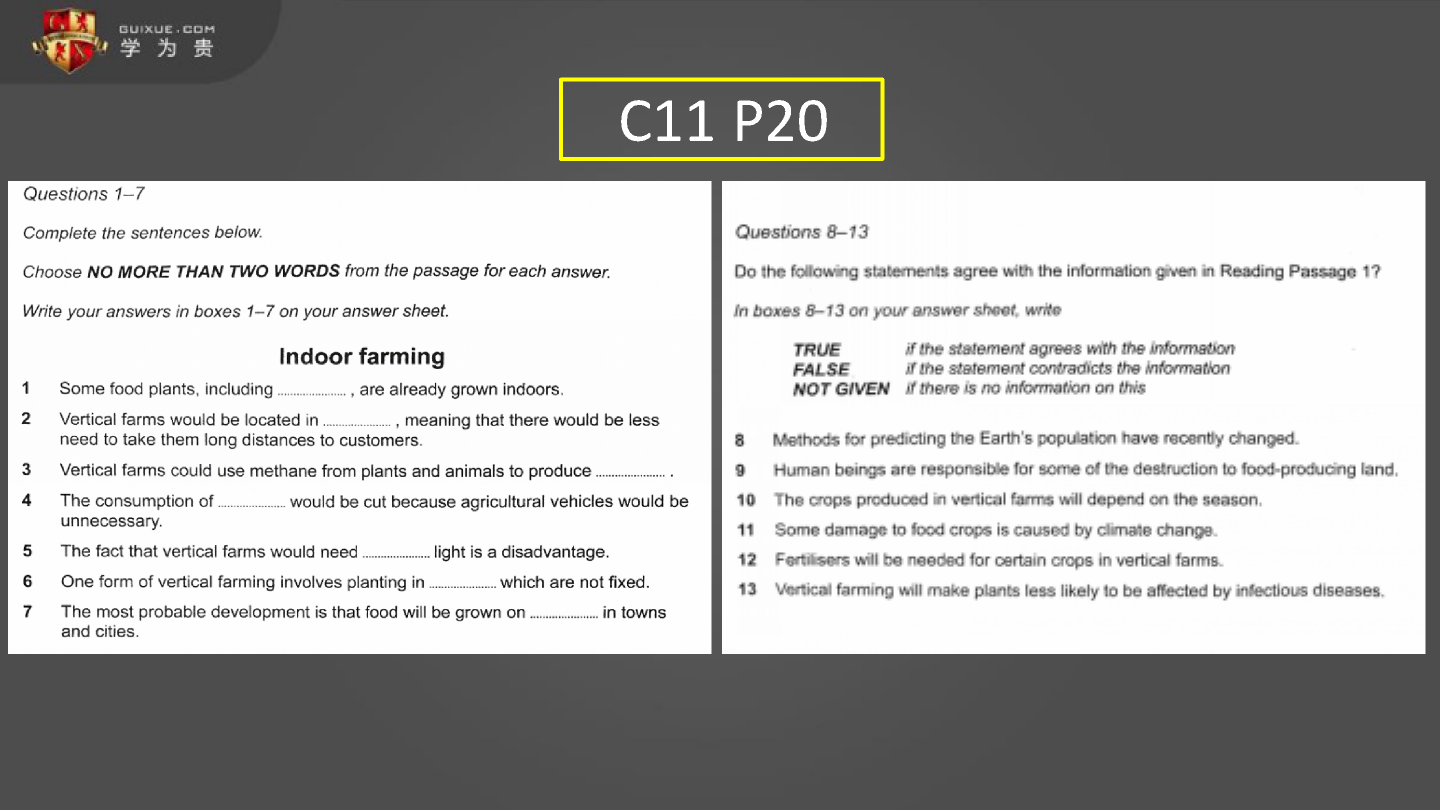 GUIXUE.COM
学为贵
C11 P20
Questions 1–7
Complete the sentences below.
Choose NO MORE THAN TWO WORDS from the passage for each answer.
Write your answers in boxes 1–7 on your answer sheet.
Indoor farming
1 Some food plants, including ...................... , are already grown indoors.
2 Vertical farms would be located in ...................... , meaning that there would be less
need to take them long distances to customers.
3 Vertical farms could use methane from plants and animals to produce ...................... .
4 The consumption of ...................... would be cut because agricultural vehicles would be
unnecessary.
5 The fact that vertical farms would need ...................... light is a disadvantage.
6 One form of vertical farming involves planting in ...................... which are not fixed.
7 The most probable development is that food will be grown on ...................... in towns
and cities.
Questions 8–13
Do the following statements agree with the information given in Reading Passage 1?
In boxes 8–13 on your answer sheet, write
TRUE if the statement agrees with the information
FALSE if the statement contradicts the information
NOT GIVEN if there is no information on this
8 Methods for predicting the Earth's population have recently changed.
9 Human beings are responsible for some of the destruction to food-producing land.
10 The crops produced in vertical farms will depend on the season.
11 Some damage to food crops is caused by climate change.
12 Fertilisers will be needed for certain crops in vertical farms.
13 Vertical farming will make plants less likely to be affected by infectious diseases.